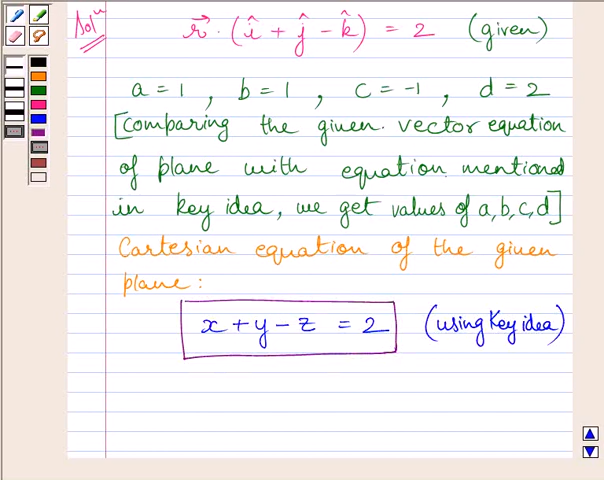 Solⁿ r⃗ · (î + ĵ − k̂) = 2 (given)
a = 1 , b = 1 , c = −1 , d = 2
[Comparing the given vector equation
of plane with equation mentioned
in key idea, we get values of a, b, c, d]
Cartesian equation of the given
plane:
x + y − z = 2 (using Key idea)